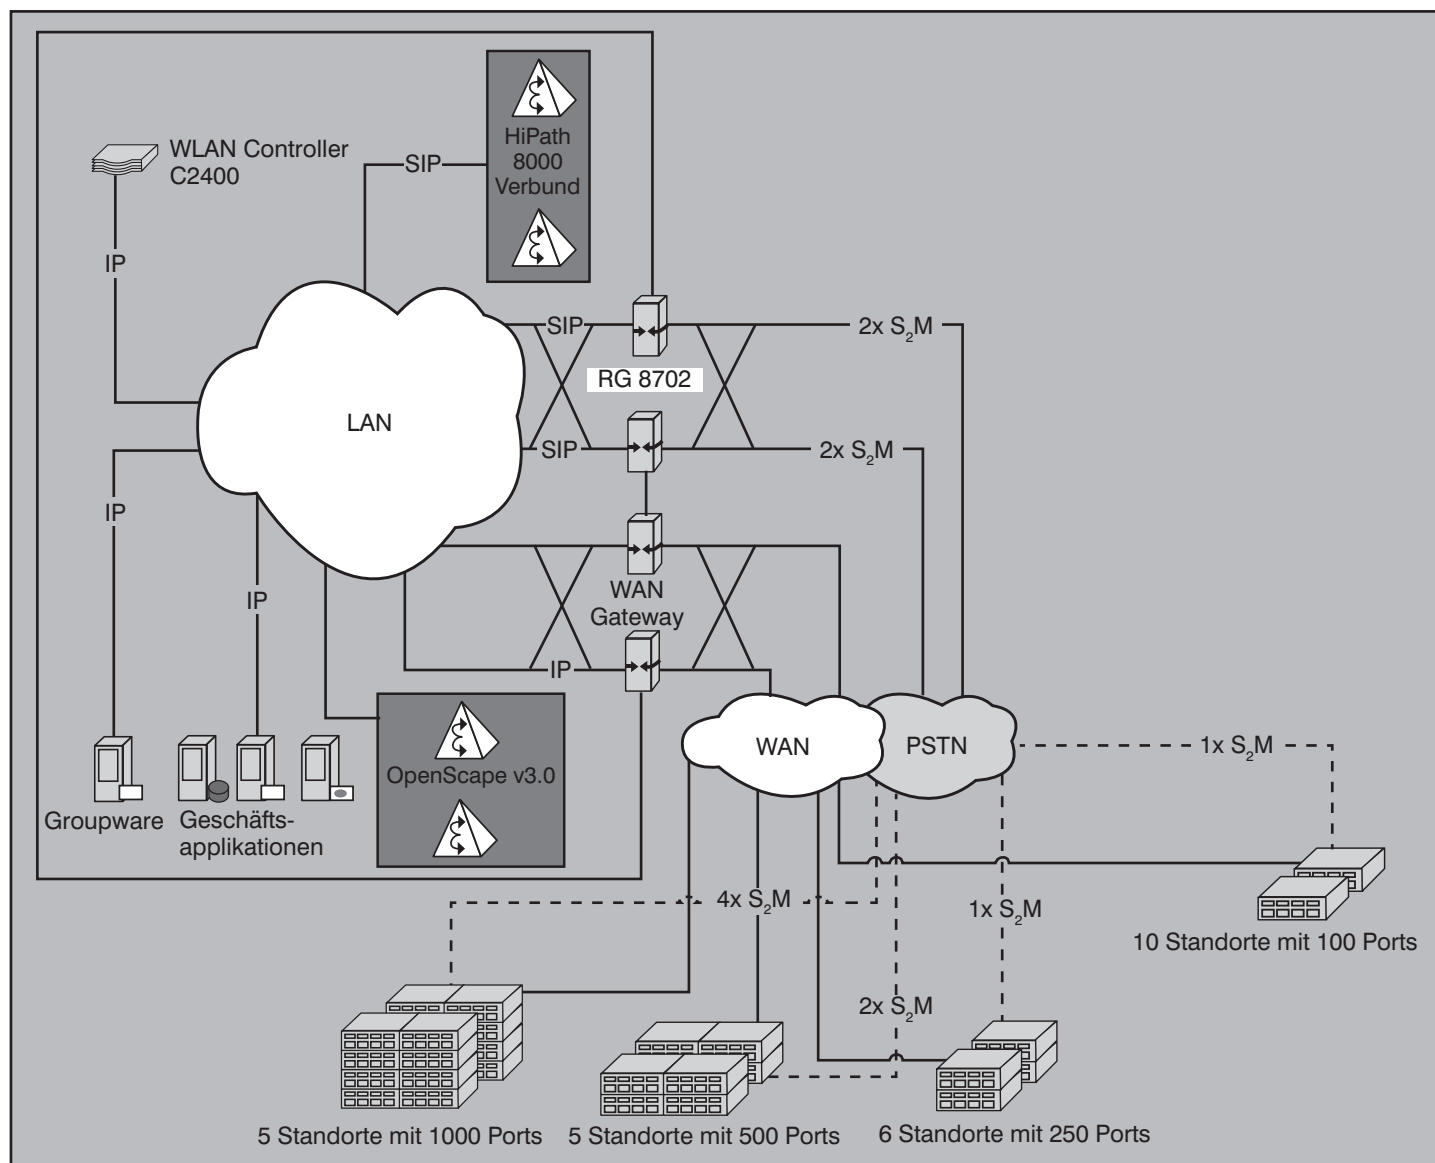 HiPath
8000
Verbund
WLAN Controller
C2400
SIP
IP
SIP
2x S₂M
RG 8702
LAN
SIP
2x S₂M
IP
IP
WAN
Gateway
IP
WAN
PSTN
1x S₂M
OpenScape v3.0
Groupware
Geschäfts-
applikationen
4x S₂M
1x S₂M
10 Standorte mit 100 Ports
2x S₂M
5 Standorte mit 1000 Ports
5 Standorte mit 500 Ports
6 Standorte mit 250 Ports